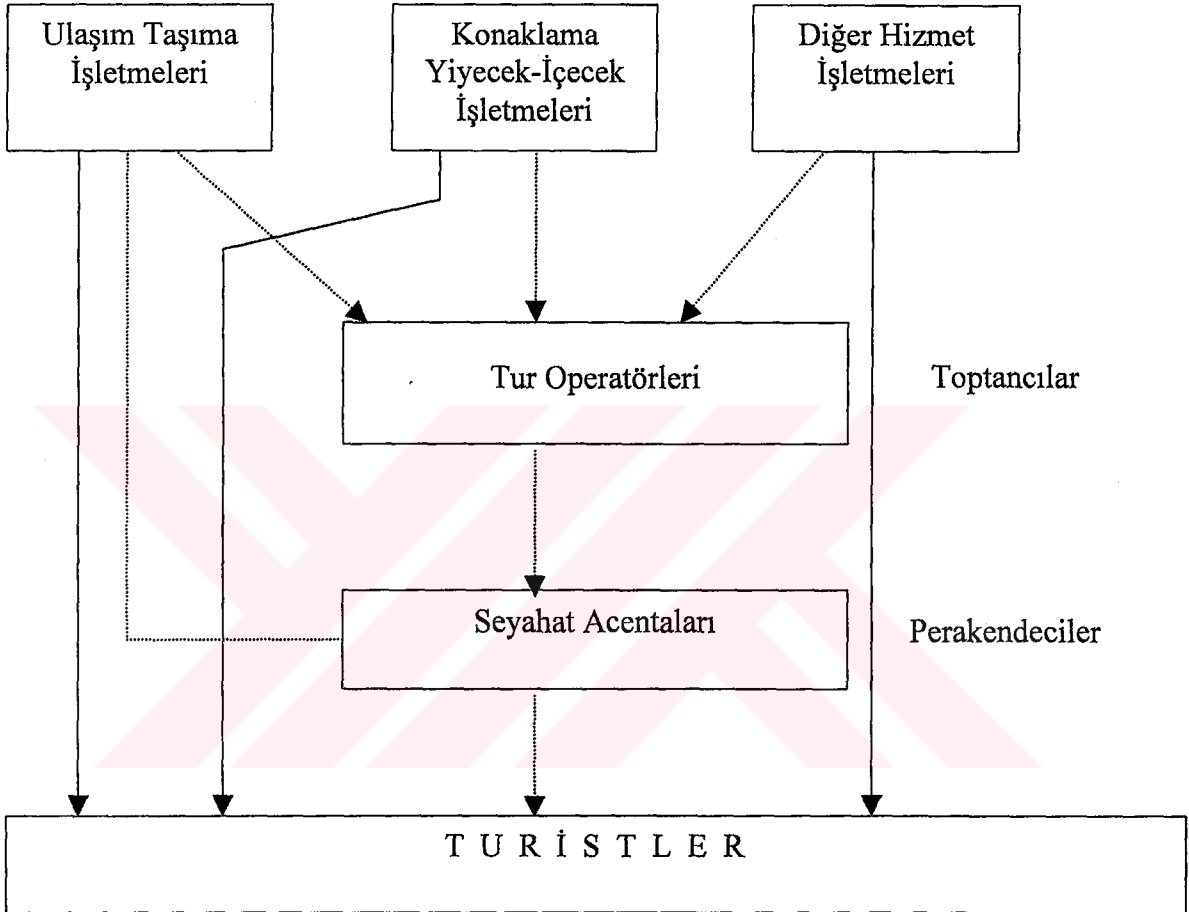 Ulaşım Taşıma
İşletmeleri
Konaklama
Yiyecek-İçecek
İşletmeleri
Diğer Hizmet
İşletmeleri
Tur Operatörleri
Toptancılar
Seyahat Acentaları
Perakendeciler
T U R İ S T L E R